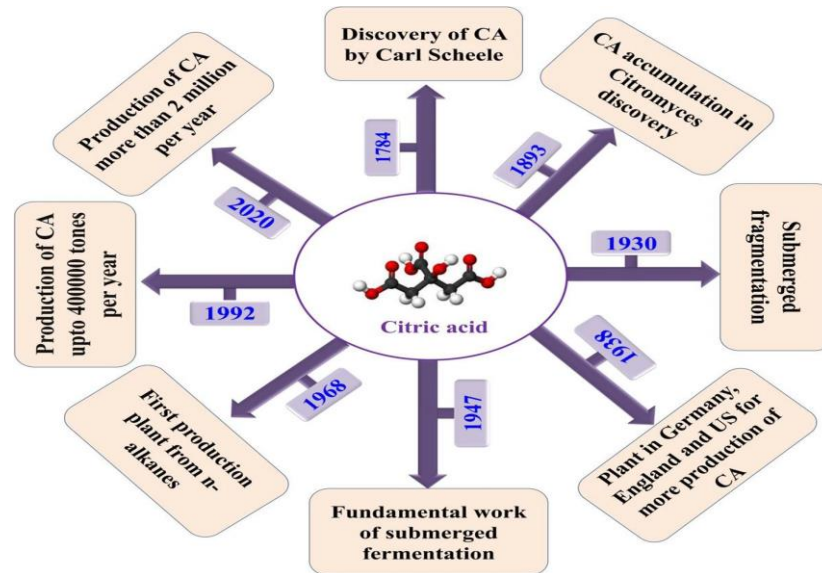 Discovery of CA
by Carl Scheele
1784
CA accumulation in
Citromyces
discovery
1893
Submerged
fragmentation
1930
Plant in Germany,
England and US for
more production of
CA
1938
Fundamental work
of submerged
fermentation
1947
First production
plant from n-
alkanes
1968
Production of CA
upto 400000 tones
per year
1992
Production of CA
more than 2 million
per year
2020
Citric acid